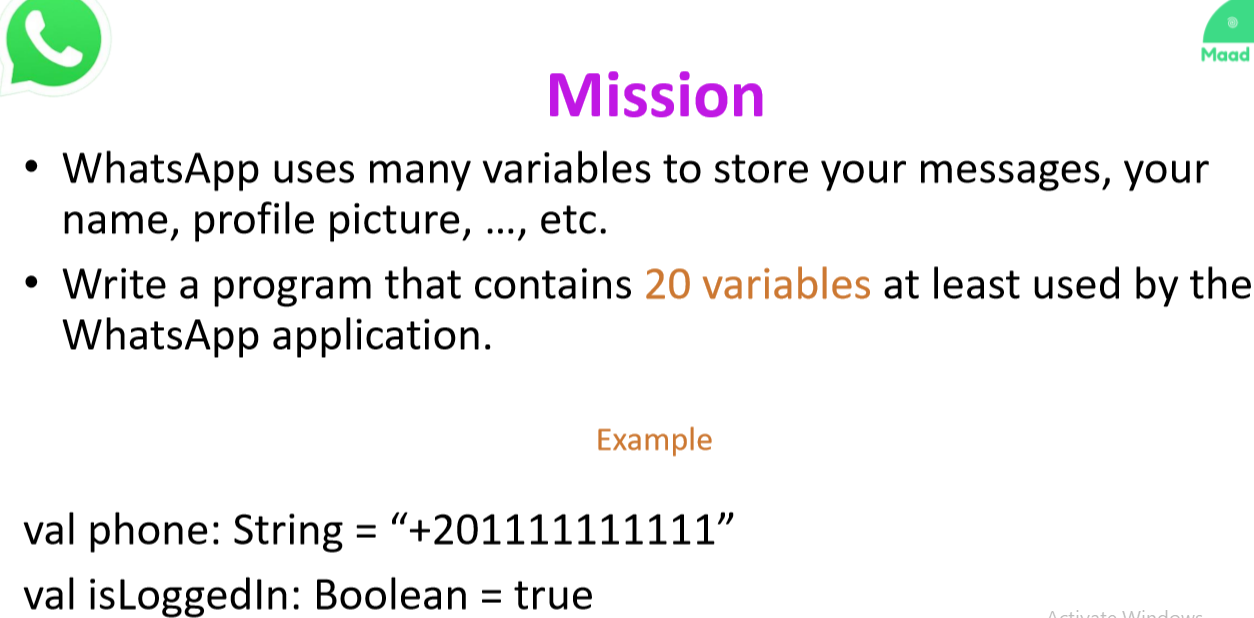 Maad
Mission
• WhatsApp uses many variables to store your messages, your
name, profile picture, ..., etc.
• Write a program that contains 20 variables at least used by the
WhatsApp application.
Example
val phone: String = “+201111111111”
val isLoggedIn: Boolean = true
Activate Windows